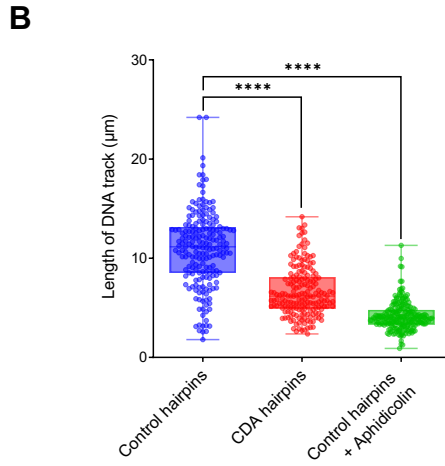 B
30
****
****
20
Length of DNA track (μm)
10
0
Control hairpins
CDA hairpins
Control hairpins
+ Aphidicolin